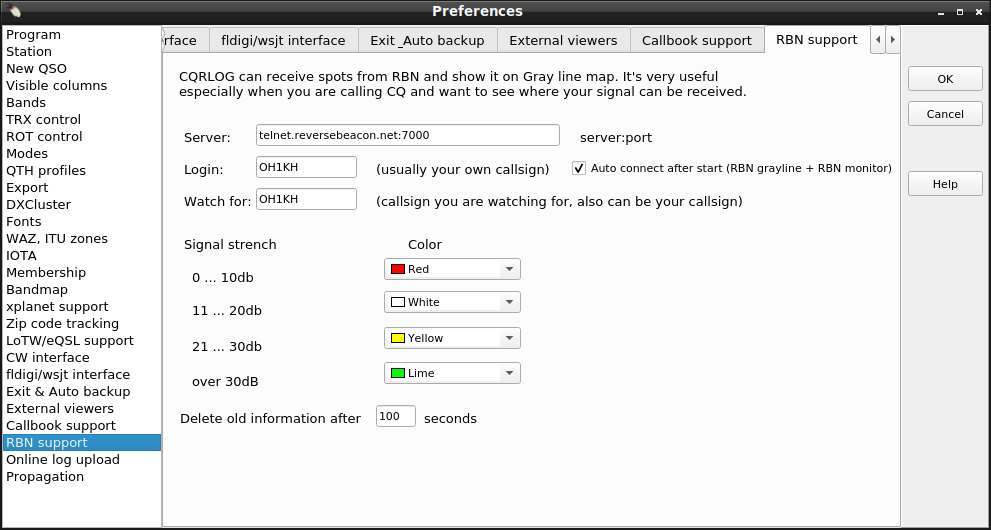 Preferences
Program
Station
New QSO
Visible columns
Bands
TRX control
ROT control
Modes
QTH profiles
Export
DXCluster
Fonts
WAZ, ITU zones
IOTA
Membership
Bandmap
xplanet support
Zip code tracking
LoTW/eQSL support
CW interface
fldigi/wsjt interface
Exit & Auto backup
External viewers
Callbook support
RBN support
Online log upload
Propagation
rface fldigi/wsjt interface Exit _Auto backup External viewers Callbook support RBN support
CQRLOG can receive spots from RBN and show it on Gray line map. It's very useful
especially when you are calling CQ and want to see where your signal can be received.
Server: telnet.reversebeacon.net:7000 server:port
Login: OH1KH (usually your own callsign) Auto connect after start (RBN grayline + RBN monitor)
Watch for: OH1KH (callsign you are watching for, also can be your callsign)
Signal strench Color
0 ... 10db Red
11 ... 20db White
21 ... 30db Yellow
over 30dB Lime
Delete old information after 100 seconds
OK
Cancel
Help